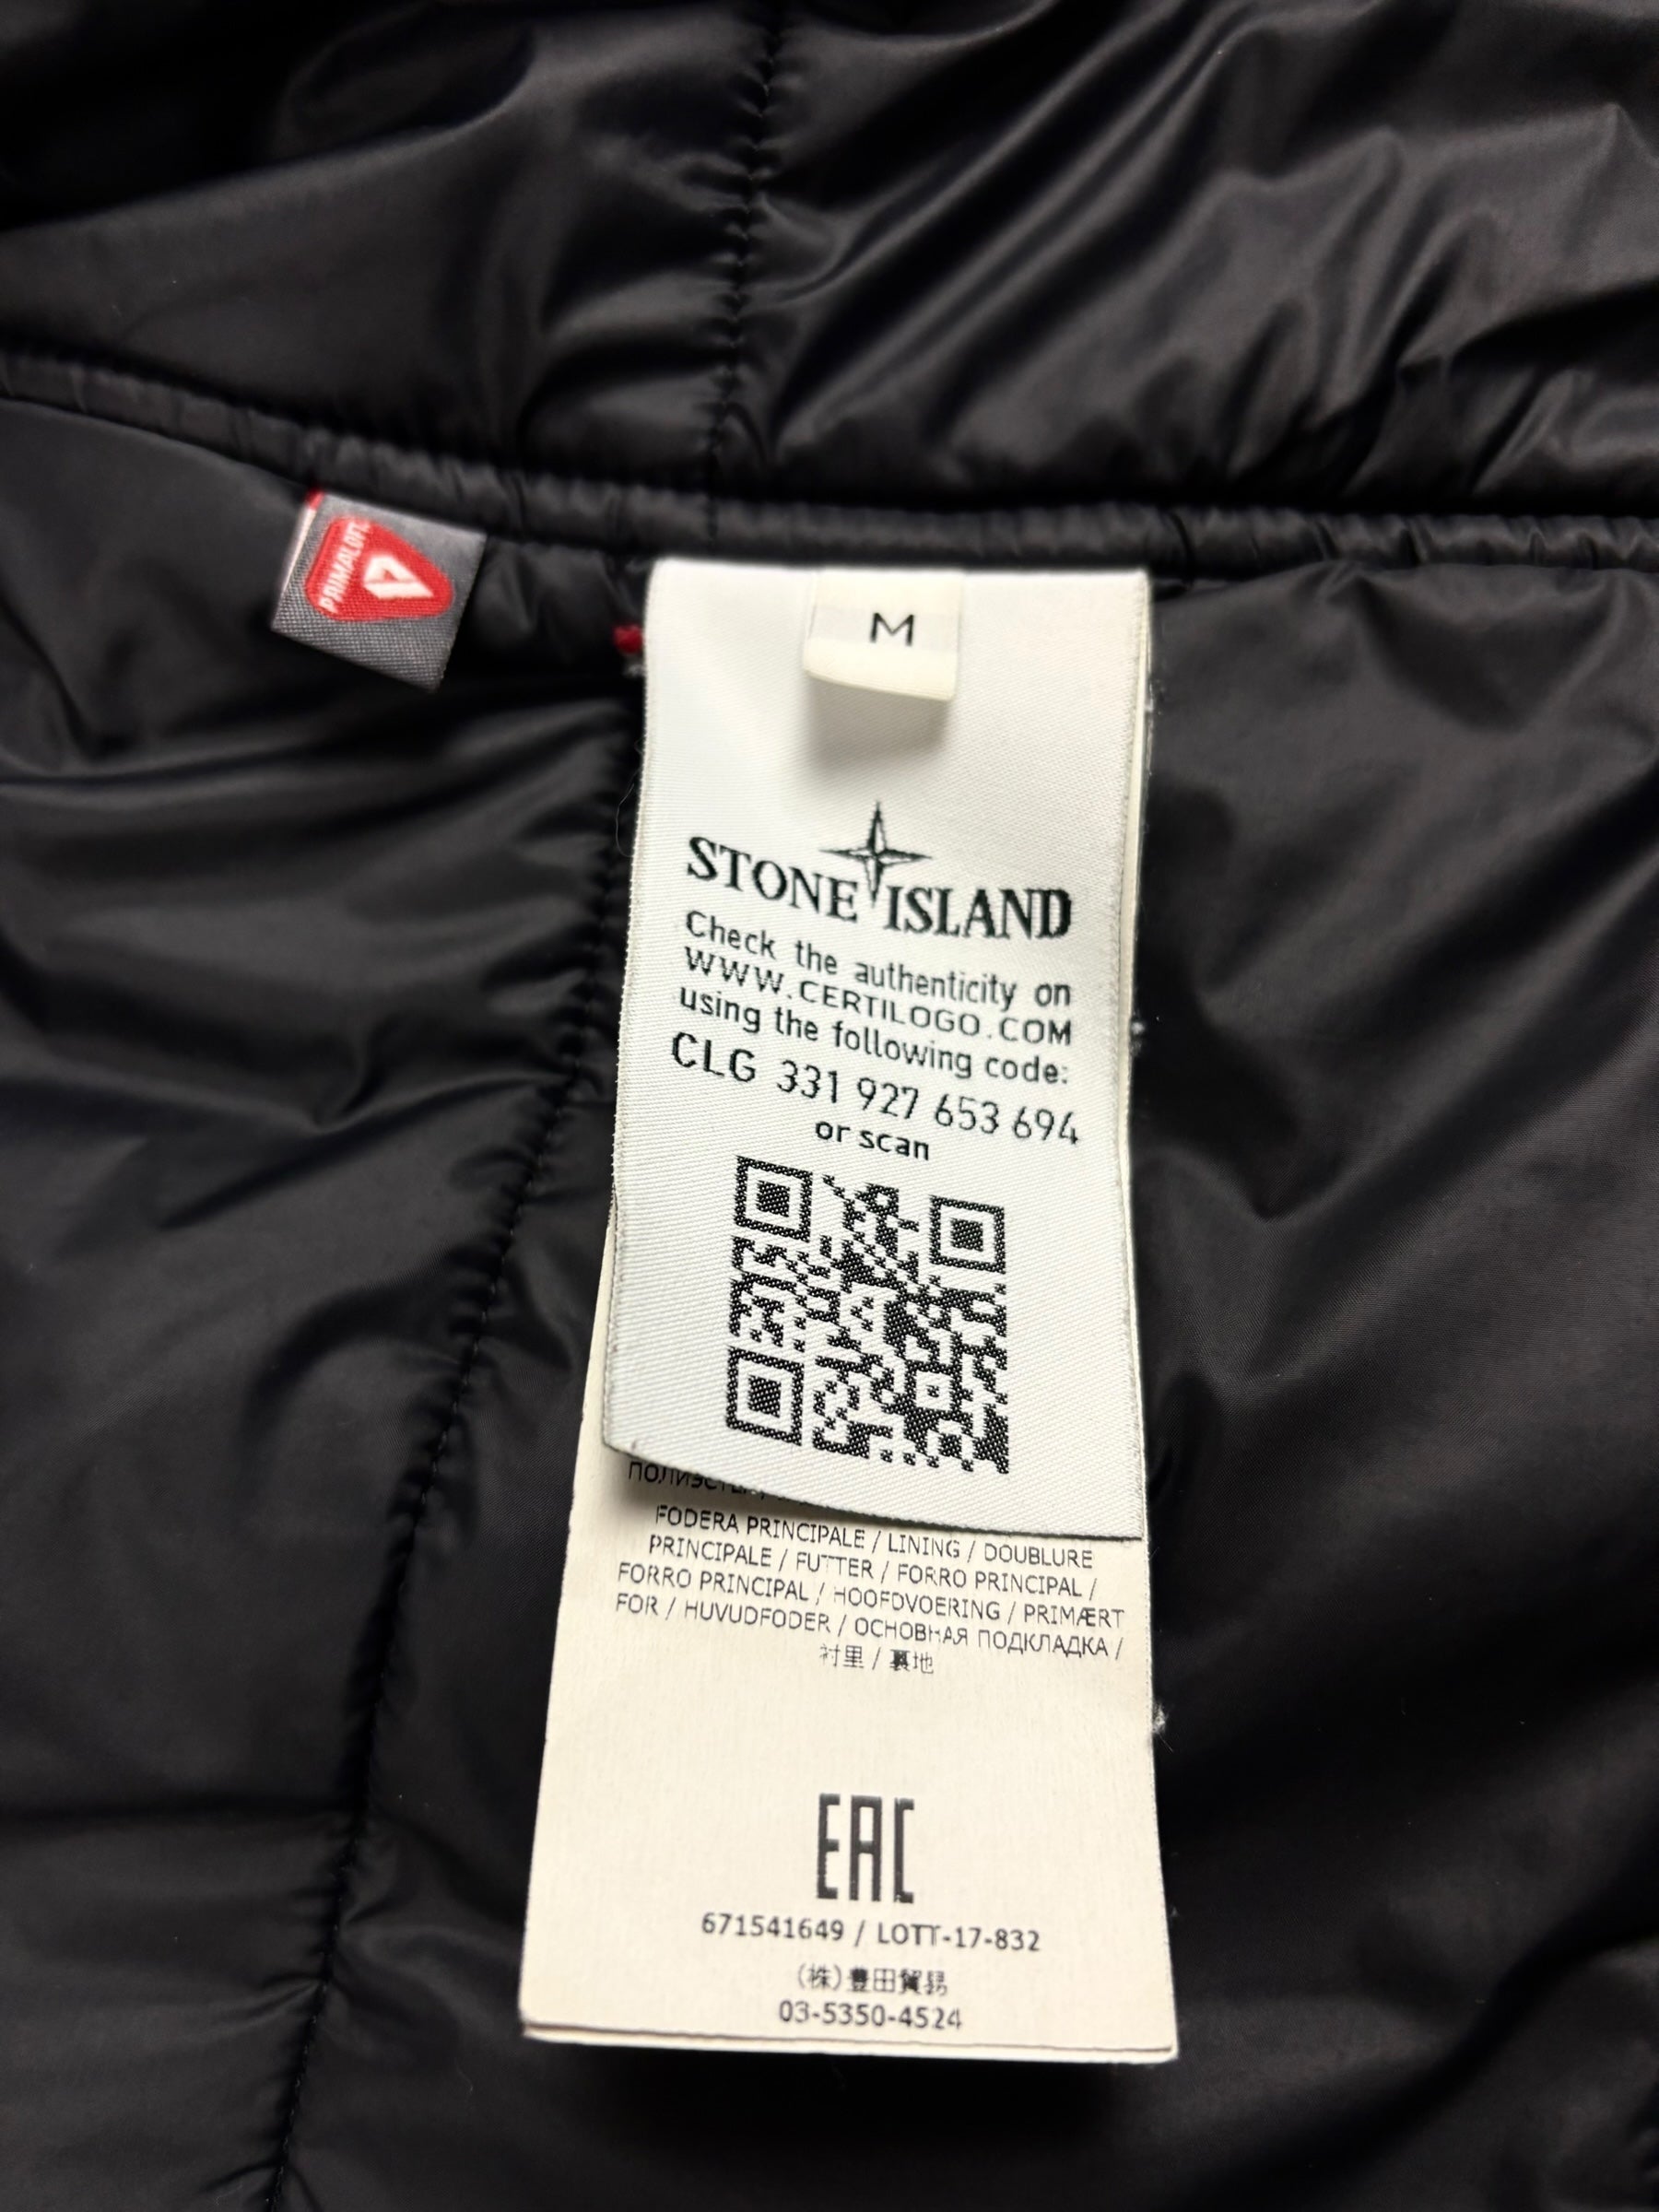 PRIMALOFT
M
STONE ISLAND
Check the authenticity on
WWW.CERTILOGO.COM
using the following code:
CLG 331 927 653 694
or scan
FODERA PRINCIPALE / LINING / DOUBLURE
PRINCIPALE / FUTTER / FORRO PRINCIPAL /
FORRO PRINCIPAL / HOOFDVOERING / PRIMÆRT
FOR / HUVUDFODER / ОСНОВНАЯ ПОДКЛАДКА /
衬里 / 裏地
EAC
671541649 / LOTT-17-832
(株)豊田貿易
03-5350-4524